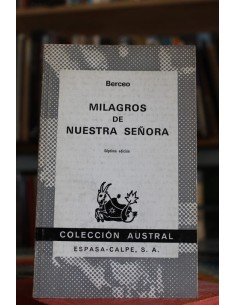 Berceo
MILAGROS
DE
NUESTRA SEÑORA
Séptima edición
COLECCIÓN AUSTRAL
ESPASA-CALPE, S. A.